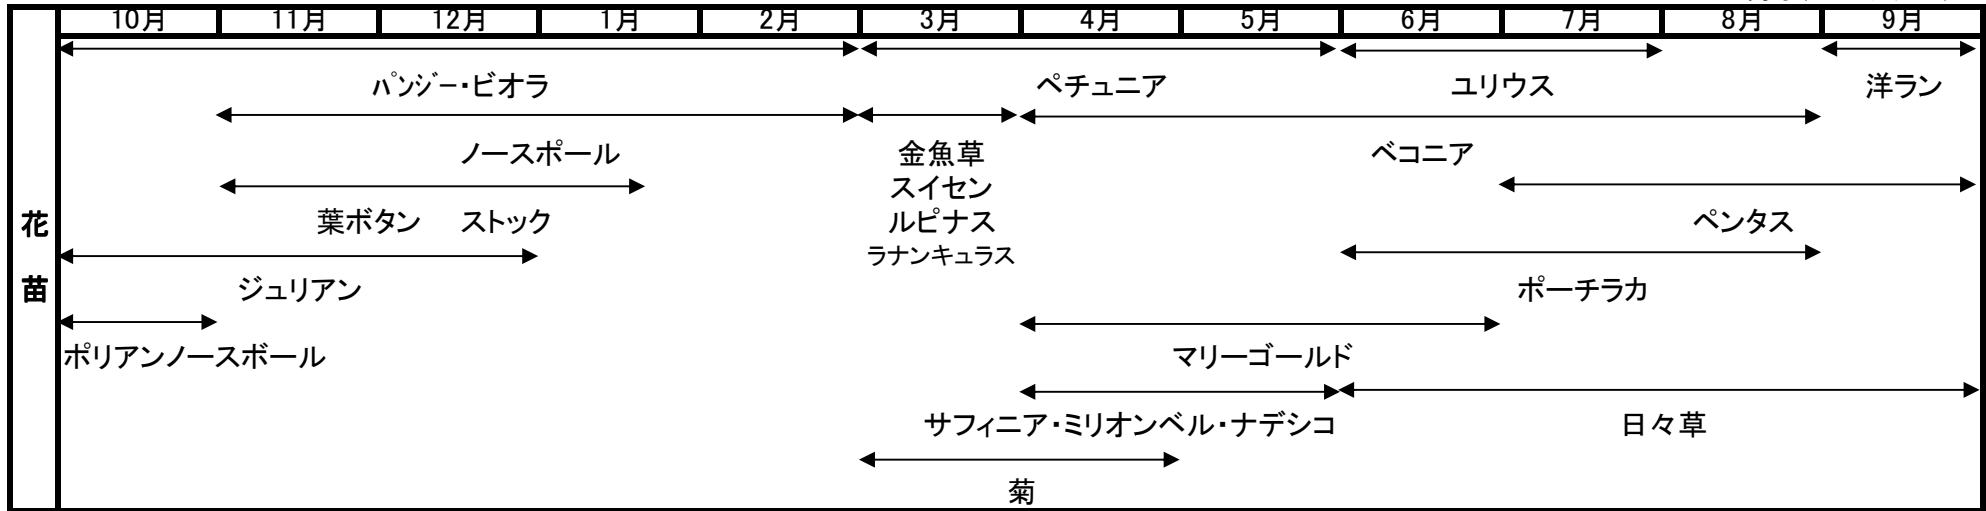 10月 11月 12月 1月 2月 3月 4月 5月 6月 7月 8月 9月
花苗
パンジー・ビオラ ペチュニア ユリウス 洋ラン
ノースポール 金魚草 ベコニア
スイセン
葉ボタン ストック ルピナス ペンタス
ラナンキュラス
ジュリアン ポーチラカ
ポリアンノースボール マリーゴールド
サフィニア・ミリオンベル・ナデシコ 日々草
菊